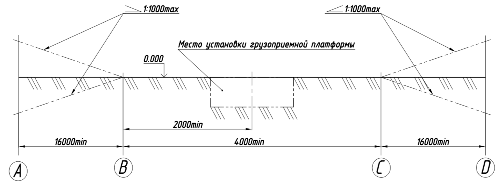 1:1000max
1:1000max
Место установки грузоприемной платформы
0.000
2000min
16000min
4000min
16000min
A
B
C
D